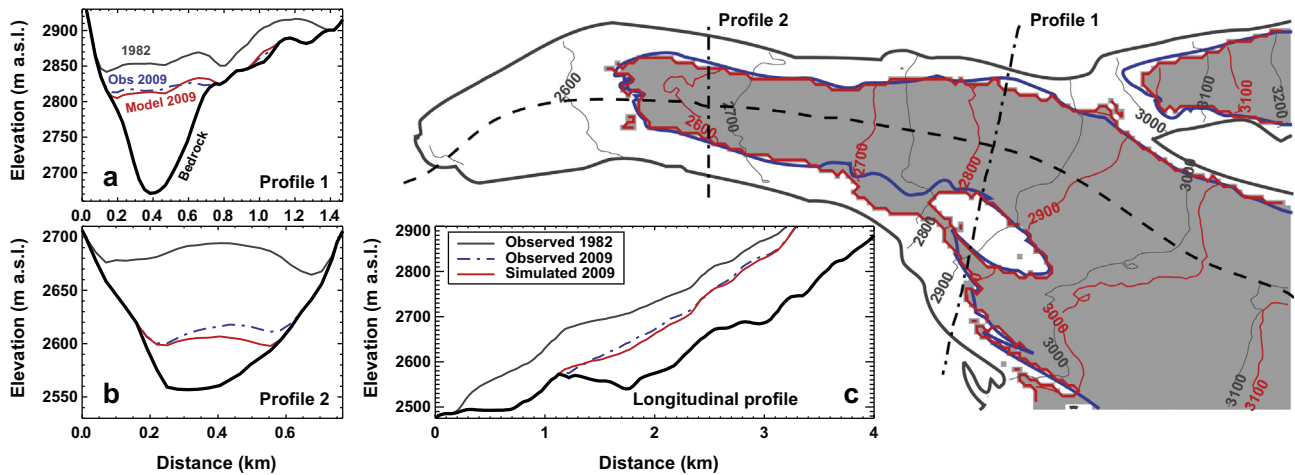 Elevation (m a.s.l.)
2900
2850
2800
2750
2700
1982
Obs 2009
Model 2009
Bedrock
a
Profile 1
0.0 0.2 0.4 0.6 0.8 1.0 1.2 1.4
Elevation (m a.s.l.)
2700
2650
2600
2550
b
Profile 2
0.0 0.2 0.4 0.6
Distance (km)
Elevation (m a.s.l.)
2900
2800
2700
2600
2500
Observed 1982
Observed 2009
Simulated 2009
Longitudinal profile
c
0 1 2 3 4
Distance (km)
Profile 2
Profile 1
2600
2600
2700
2700
2800
2800
2900
2900
3000
3000
3000
3000
3100
3100
3200
3100
3100